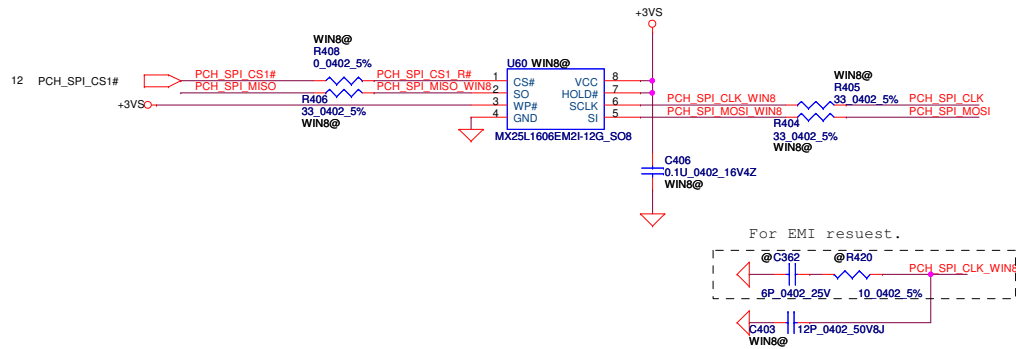 +3VS
WIN8@
R408
0_0402_5%
U60 WIN8@
WIN8@
R405
33_0402_5%
12 PCH_SPI_CS1#
PCH_SPI_CS1#
PCH_SPI_CS1_R#
1 CS# VCC 8
PCH_SPI_MISO
PCH_SPI_MISO_WIN8
2 SO HOLD# 7
+3VS
3 WP# SCLK 6
PCH_SPI_CLK_WIN8
PCH_SPI_CLK
4 GND SI 5
PCH_SPI_MOSI_WIN8
PCH_SPI_MOSI
R406
33_0402_5%
WIN8@
MX25L1606EM2I-12G_SO8
R404
33_0402_5%
WIN8@
C406
0.1U_0402_16V4Z
WIN8@
For EMI resuest.
@C362
@R420
PCH_SPI_CLK_WIN8
6P_0402_25V
10_0402_5%
C403
12P_0402_50V8J
WIN8@